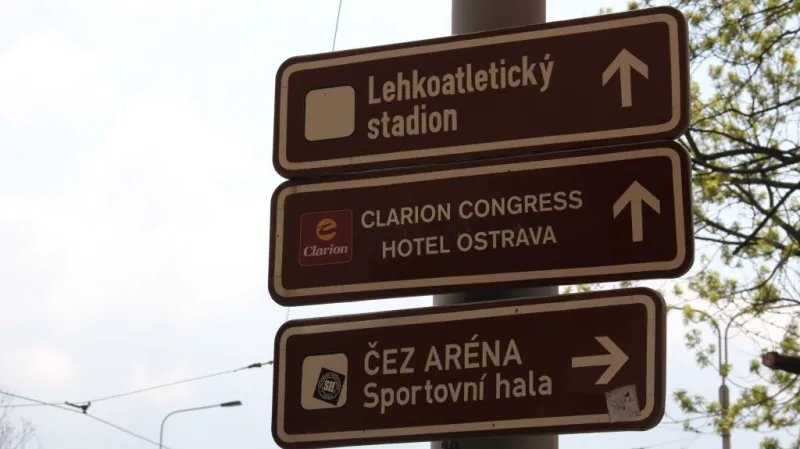 Lehkoatletický
stadion
CLARION CONGRESS
HOTEL OSTRAVA
Clarion
ČEZ ARÉNA
Sportovní hala